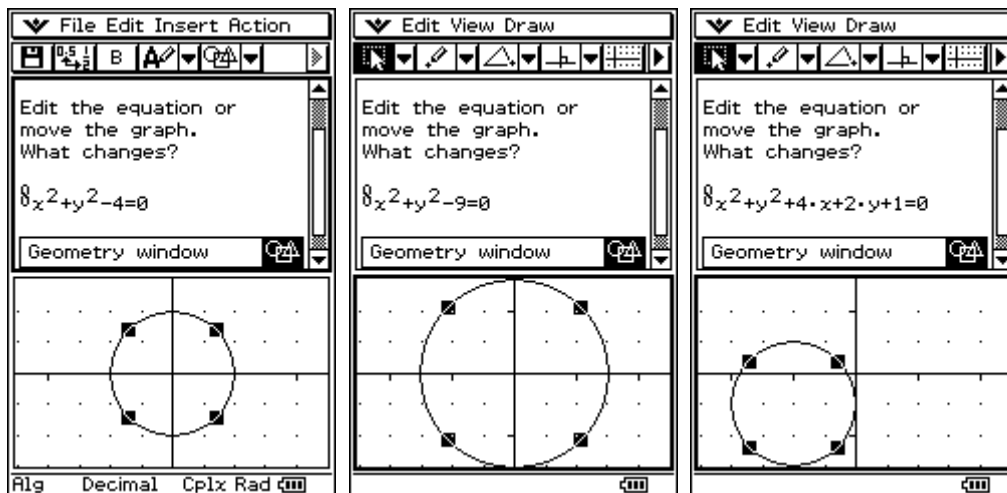 File Edit Insert Action
B A
Edit the equation or
move the graph.
What changes?
x²+y²-4=0
Geometry window
Alg Decimal Cplx Rad
Edit View Draw
Edit the equation or
move the graph.
What changes?
x²+y²-9=0
Geometry window
Edit View Draw
Edit the equation or
move the graph.
What changes?
x²+y²+4·x+2·y+1=0
Geometry window